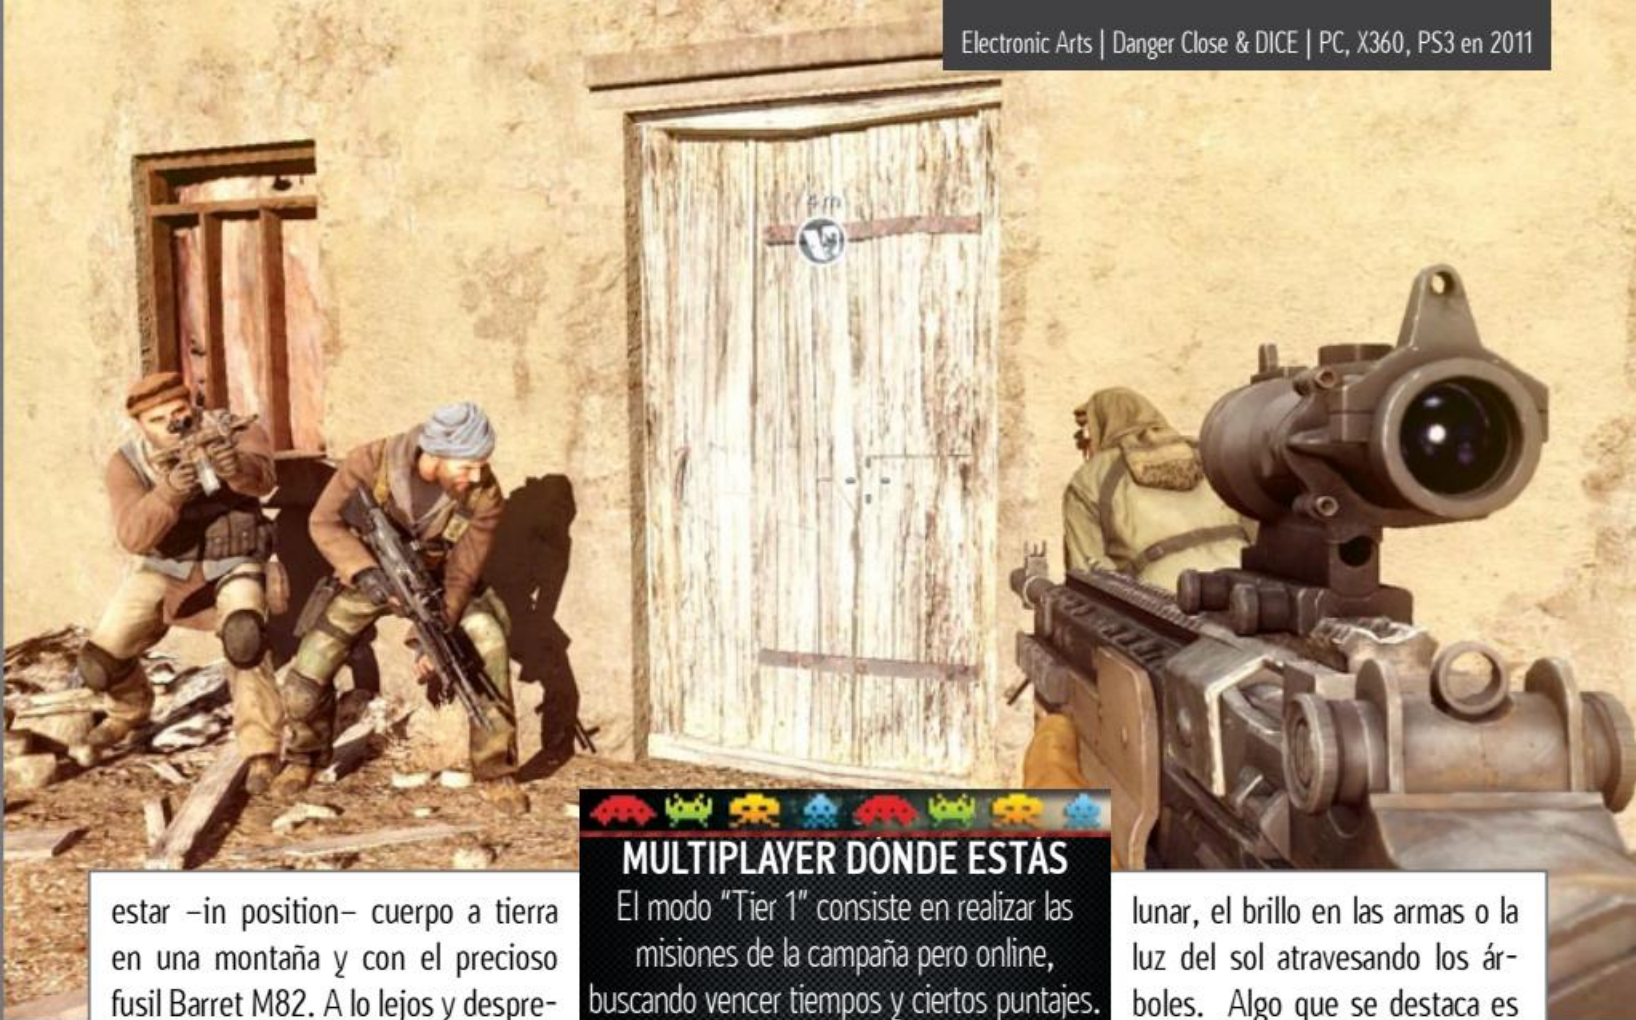 Electronic Arts | Danger Close & DICE | PC, X360, PS3 en 2011
4m
estar –in position– cuerpo a tierra
en una montaña y con el precioso
fusil Barret M82. A lo lejos y despre-
MULTIPLAYER DÓNDE ESTÁS
El modo "Tier 1" consiste en realizar las
misiones de la campaña pero online,
buscando vencer tiempos y ciertos puntajes.
lunar, el brillo en las armas o la
luz del sol atravesando los ár-
boles. Algo que se destaca es